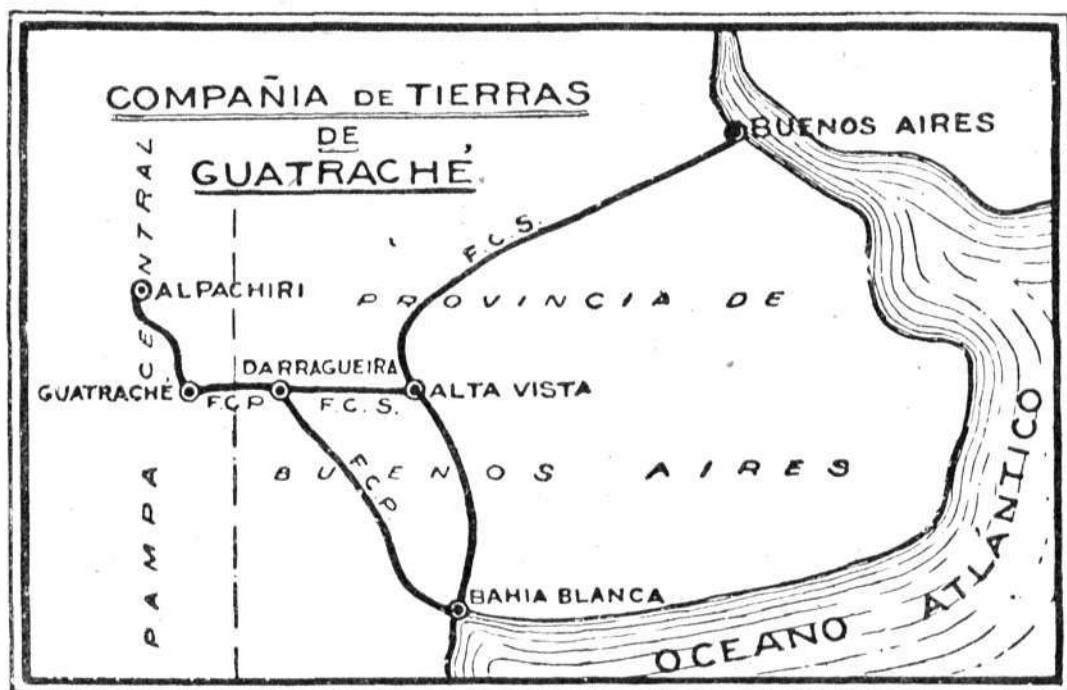 COMPAÑIA DE TIERRAS
DE
GUATRACHÉ
BUENOS AIRES
F.C.S.
PAMPA CENTRAL
ALPACHIRI
PROVINCIA DE
BUENOS AIRES
DARRAGUEIRA
GUATRACHÉ
F.C.P
F.C.S.
ALTA VISTA
F.C.P
BAHIA BLANCA
OCEANO ATLÁNTICO